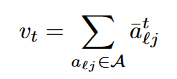 v_t = \sum_{a_{\ell j} \in \mathcal{A}} \bar{a}_{\ell j}^t